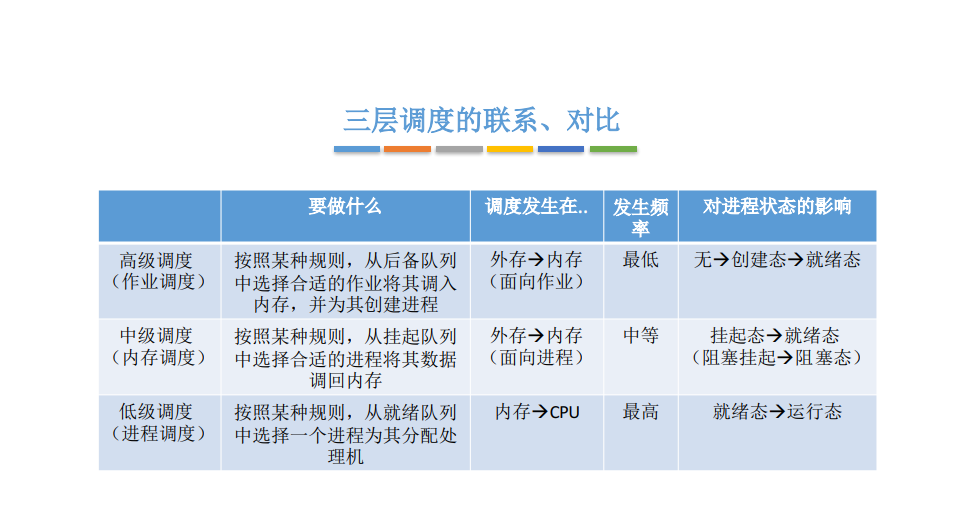 三层调度的联系、对比
要做什么
调度发生在..
发生频
率
对进程状态的影响
高级调度
（作业调度）
按照某种规则，从后备队列
中选择合适的作业将其调入
内存，并为其创建进程
外存→内存
（面向作业）
最低
无→创建态→就绪态
中级调度
（内存调度）
按照某种规则，从挂起队列
中选择合适的进程将其数据
调回内存
外存→内存
（面向进程）
中等
挂起态→就绪态
（阻塞挂起→阻塞态）
低级调度
（进程调度）
按照某种规则，从就绪队列
中选择一个进程为其分配处
理机
内存→CPU
最高
就绪态→运行态